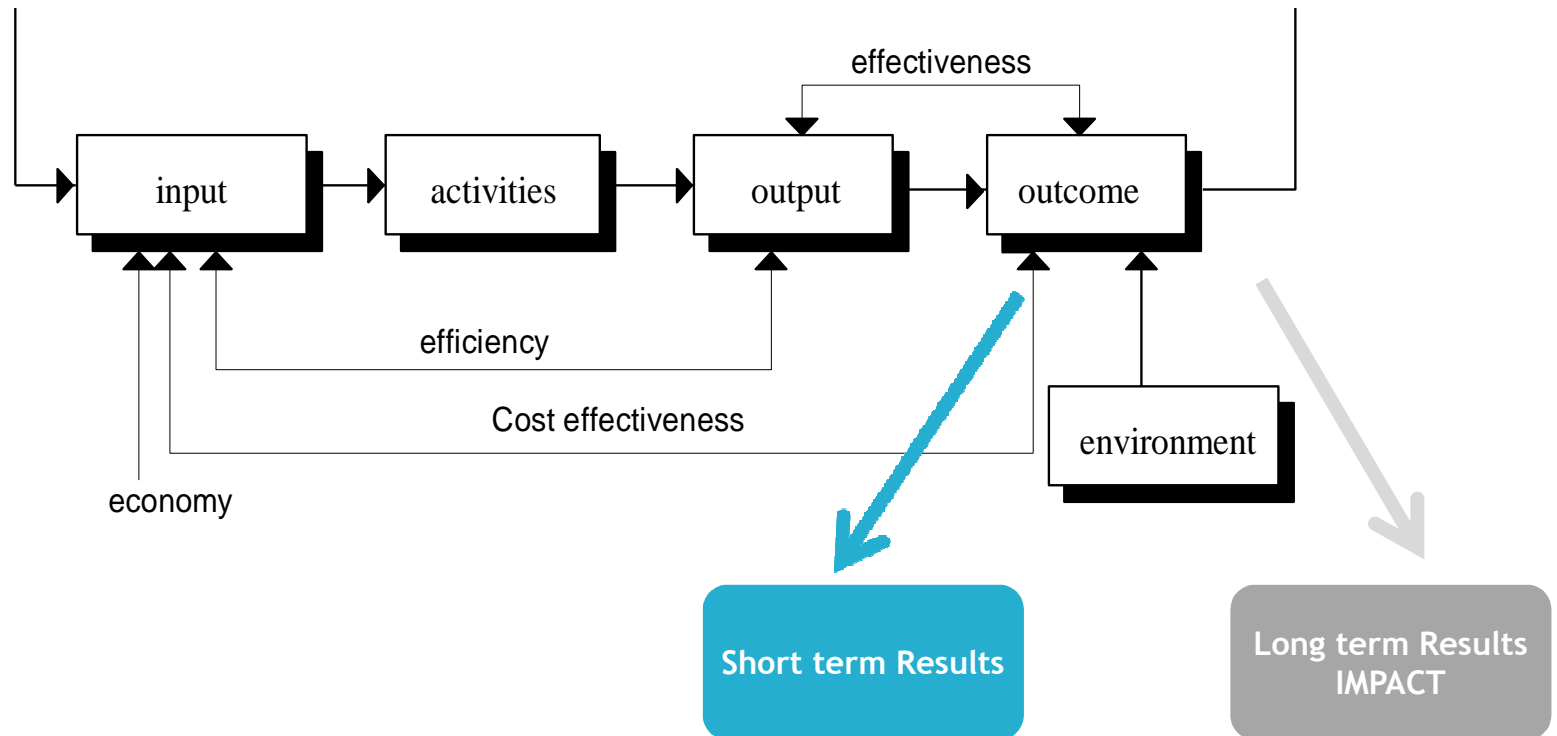 effectiveness
input
activities
output
outcome
efficiency
Cost effectiveness
environment
economy
Short term Results
Long term Results
IMPACT